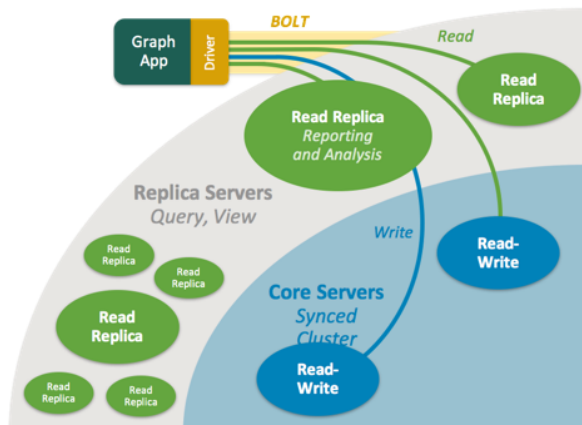 BOLT
Graph
App
Driver
Read
Read
Replica
Read Replica
Reporting
and Analysis
Replica Servers
Query, View
Write
Read-
Write
Read
Replica
Read
Replica
Read
Replica
Core Servers
Synced
Cluster
Read-
Write
Read
Replica
Read
Replica